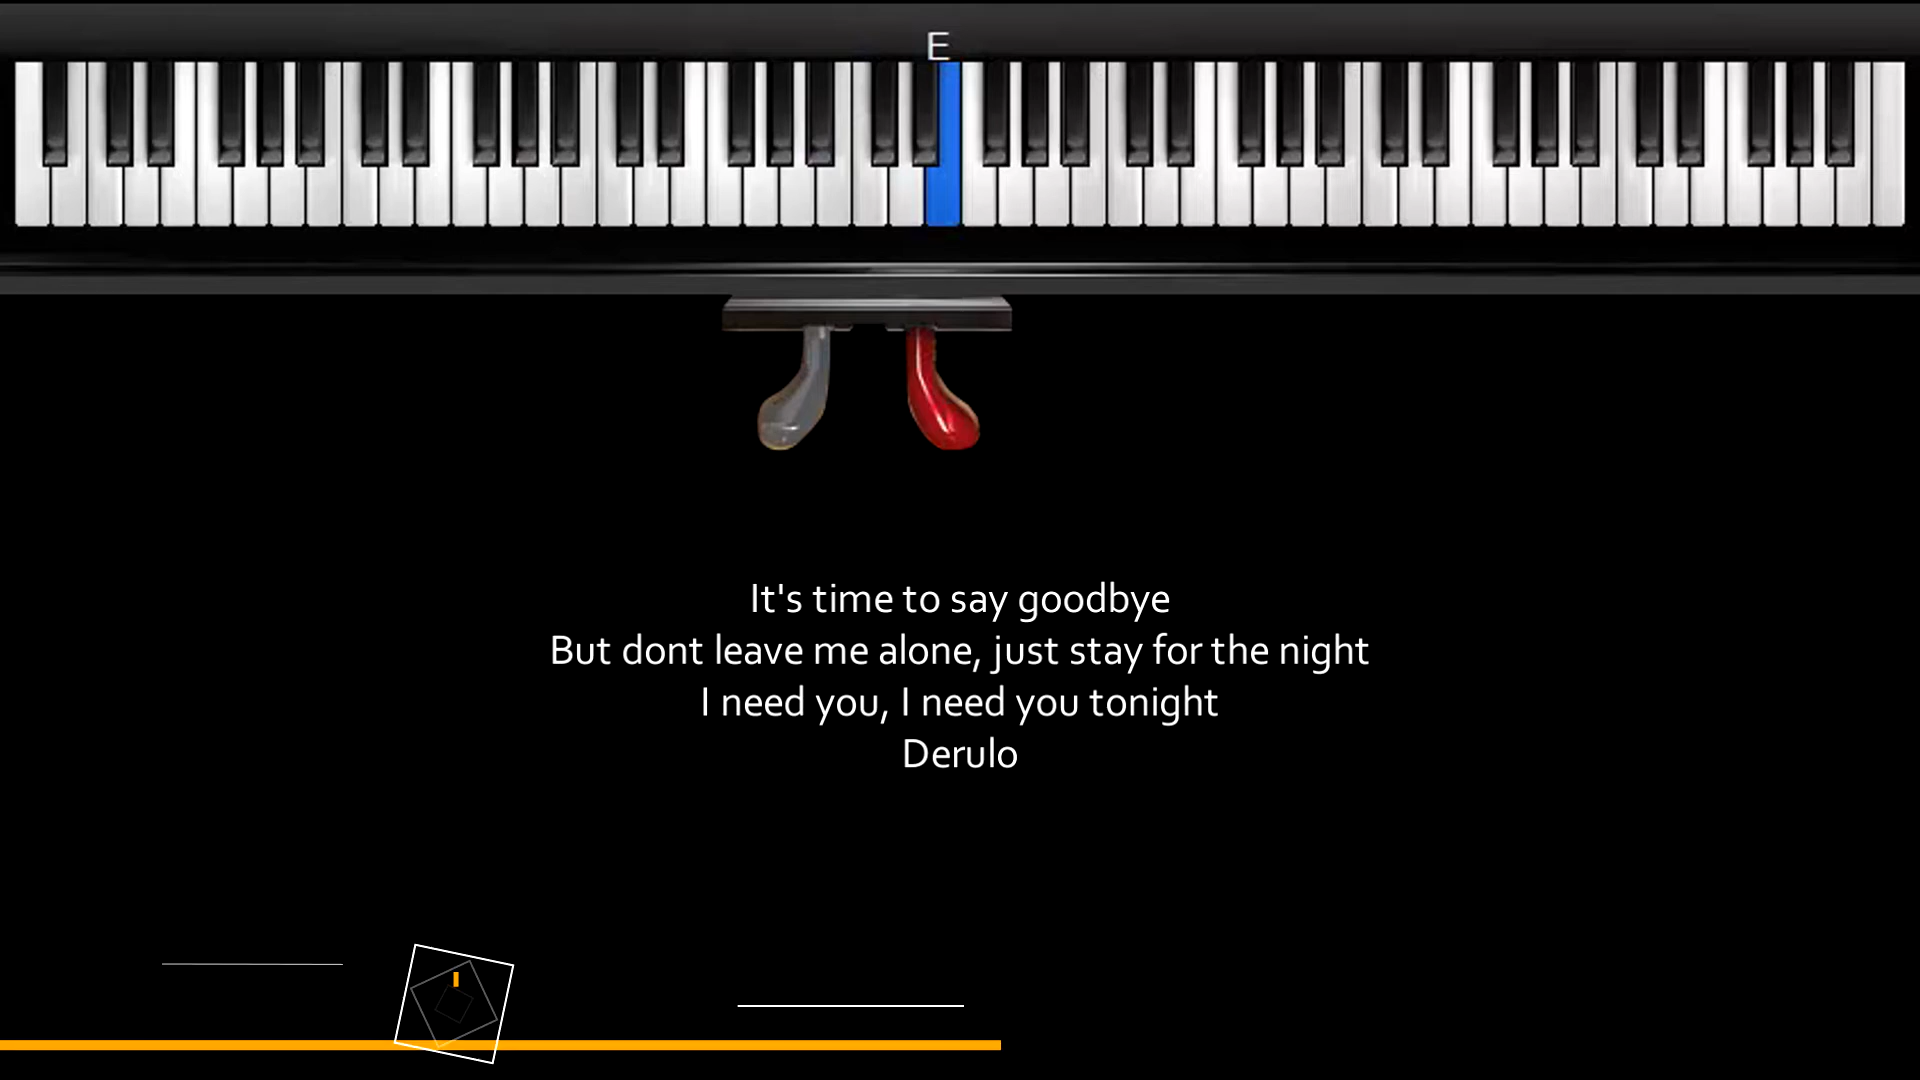 E
It's time to say goodbye
But dont leave me alone, just stay for the night
I need you, I need you tonight
Derulo